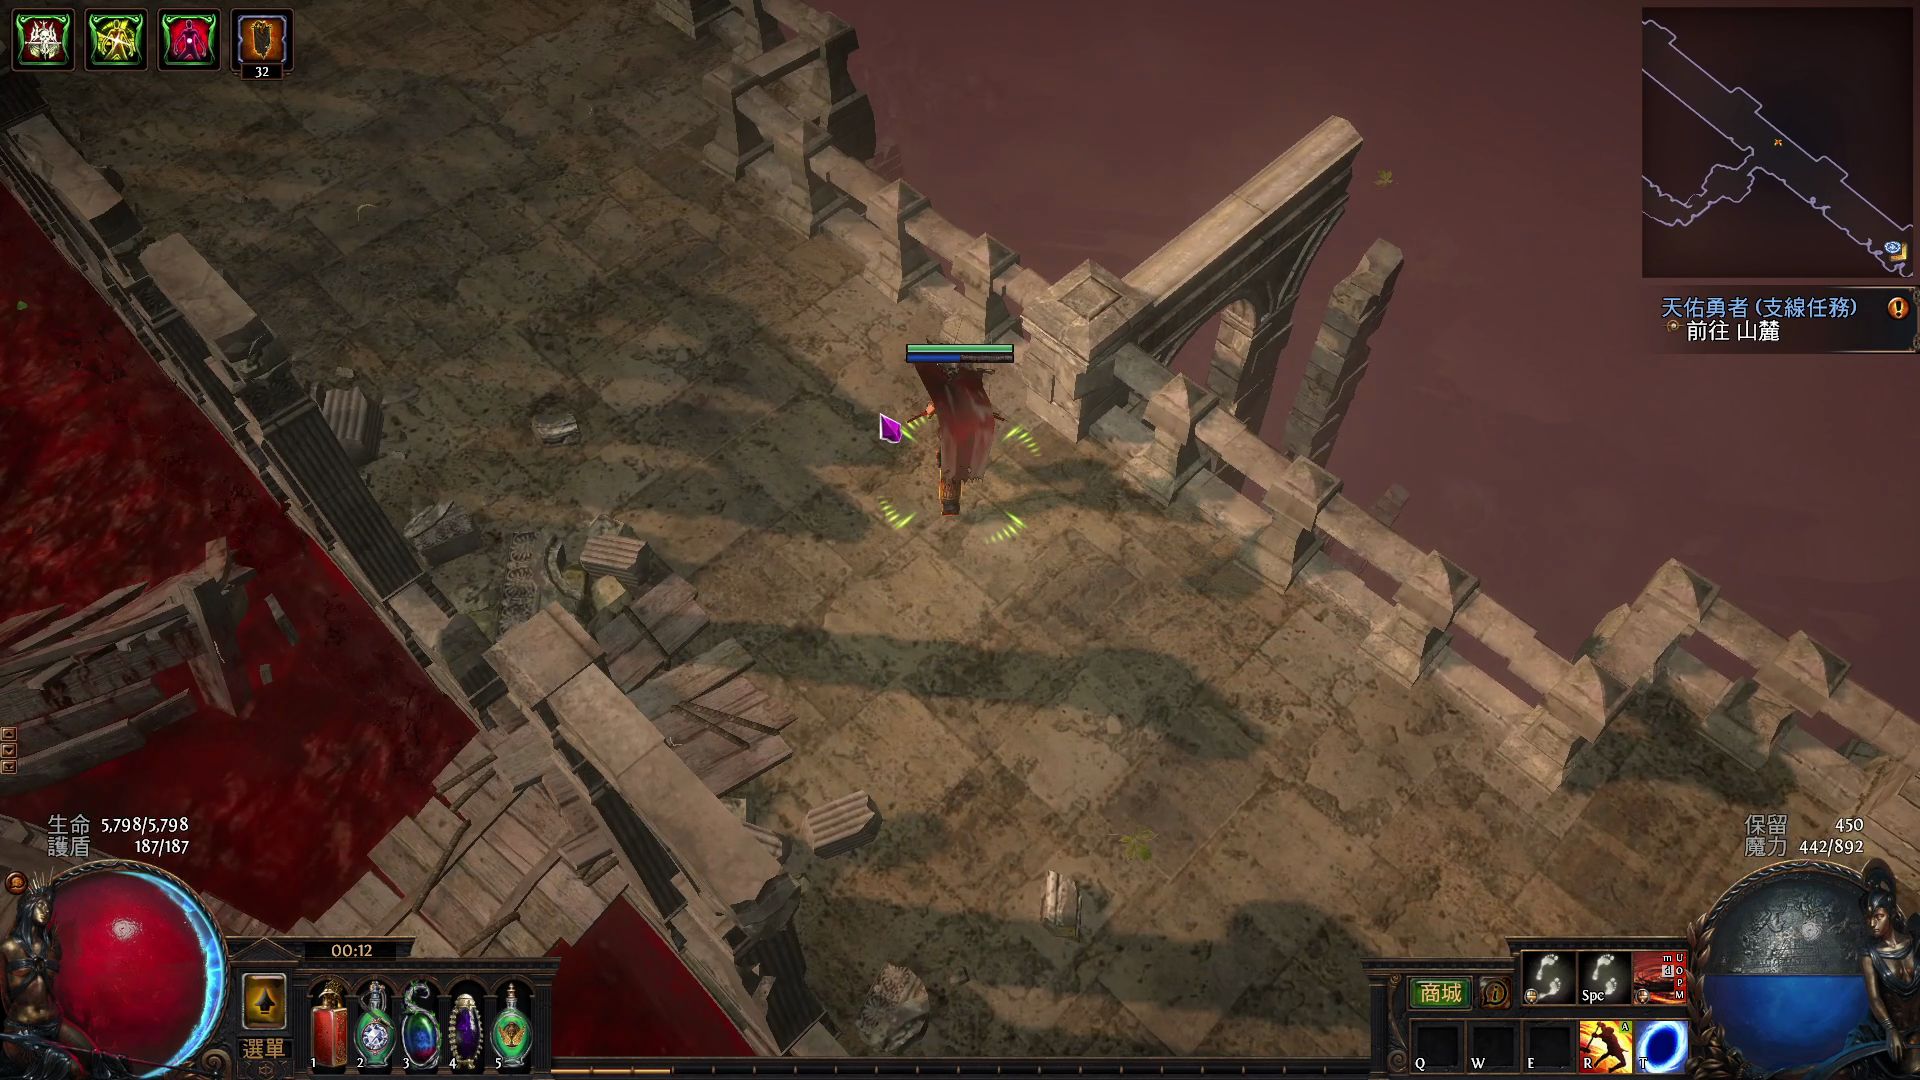 32
天佑勇者 (支線任務)
前往 山麓
生命 5,798/5,798
護盾 187/187
保留 450
魔力 442/892
00:12
選單
1
2
3
4
5
商城
Spc
m U
d O
P
M
Q
W
E
R
A
T